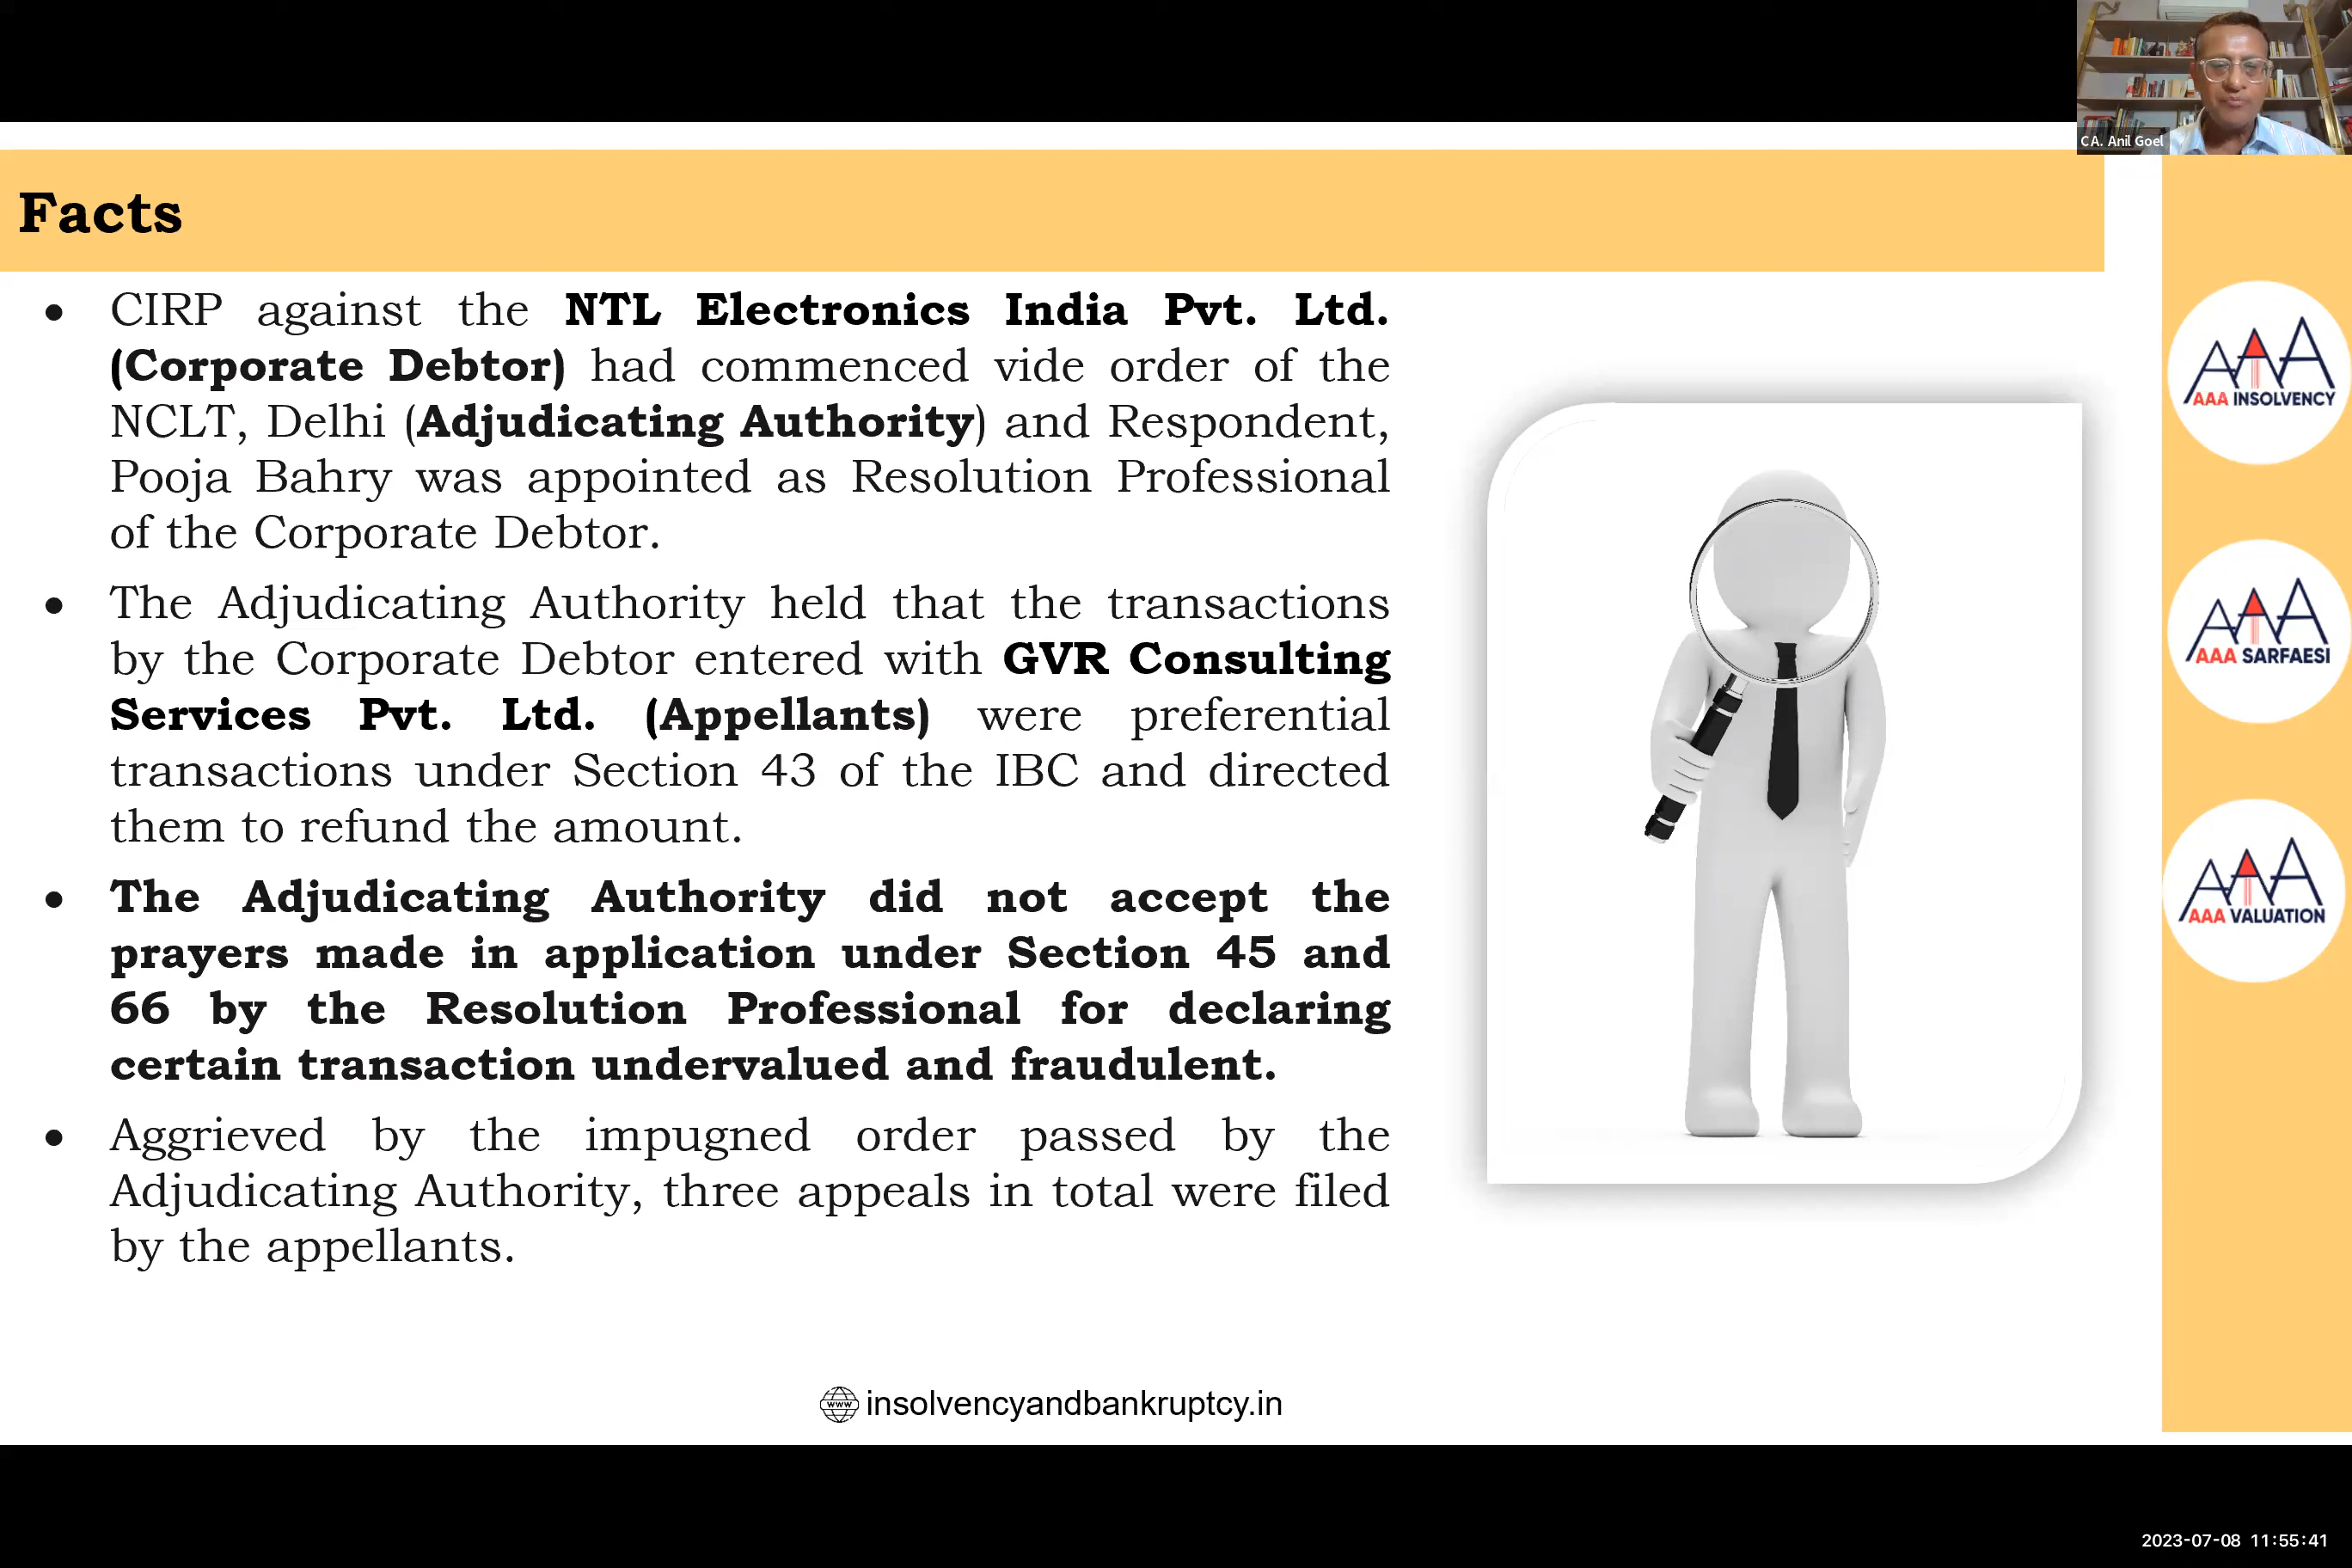 CA. Anil Goel
Facts
• CIRP against the NTL Electronics India Pvt. Ltd.
(Corporate Debtor) had commenced vide order of the
NCLT, Delhi (Adjudicating Authority) and Respondent,
Pooja Bahry was appointed as Resolution Professional
of the Corporate Debtor.
• The Adjudicating Authority held that the transactions
by the Corporate Debtor entered with GVR Consulting
Services Pvt. Ltd. (Appellants) were preferential
transactions under Section 43 of the IBC and directed
them to refund the amount.
• The Adjudicating Authority did not accept the
prayers made in application under Section 45 and
66 by the Resolution Professional for declaring
certain transaction undervalued and fraudulent.
• Aggrieved by the impugned order passed by the
Adjudicating Authority, three appeals in total were filed
by the appellants.
AAA
AAA INSOLVENCY
AAA
AAA SARFAESI
AAA
AAA VALUATION
www insolvencyandbankruptcy.in
2023-07-08 11:55:41